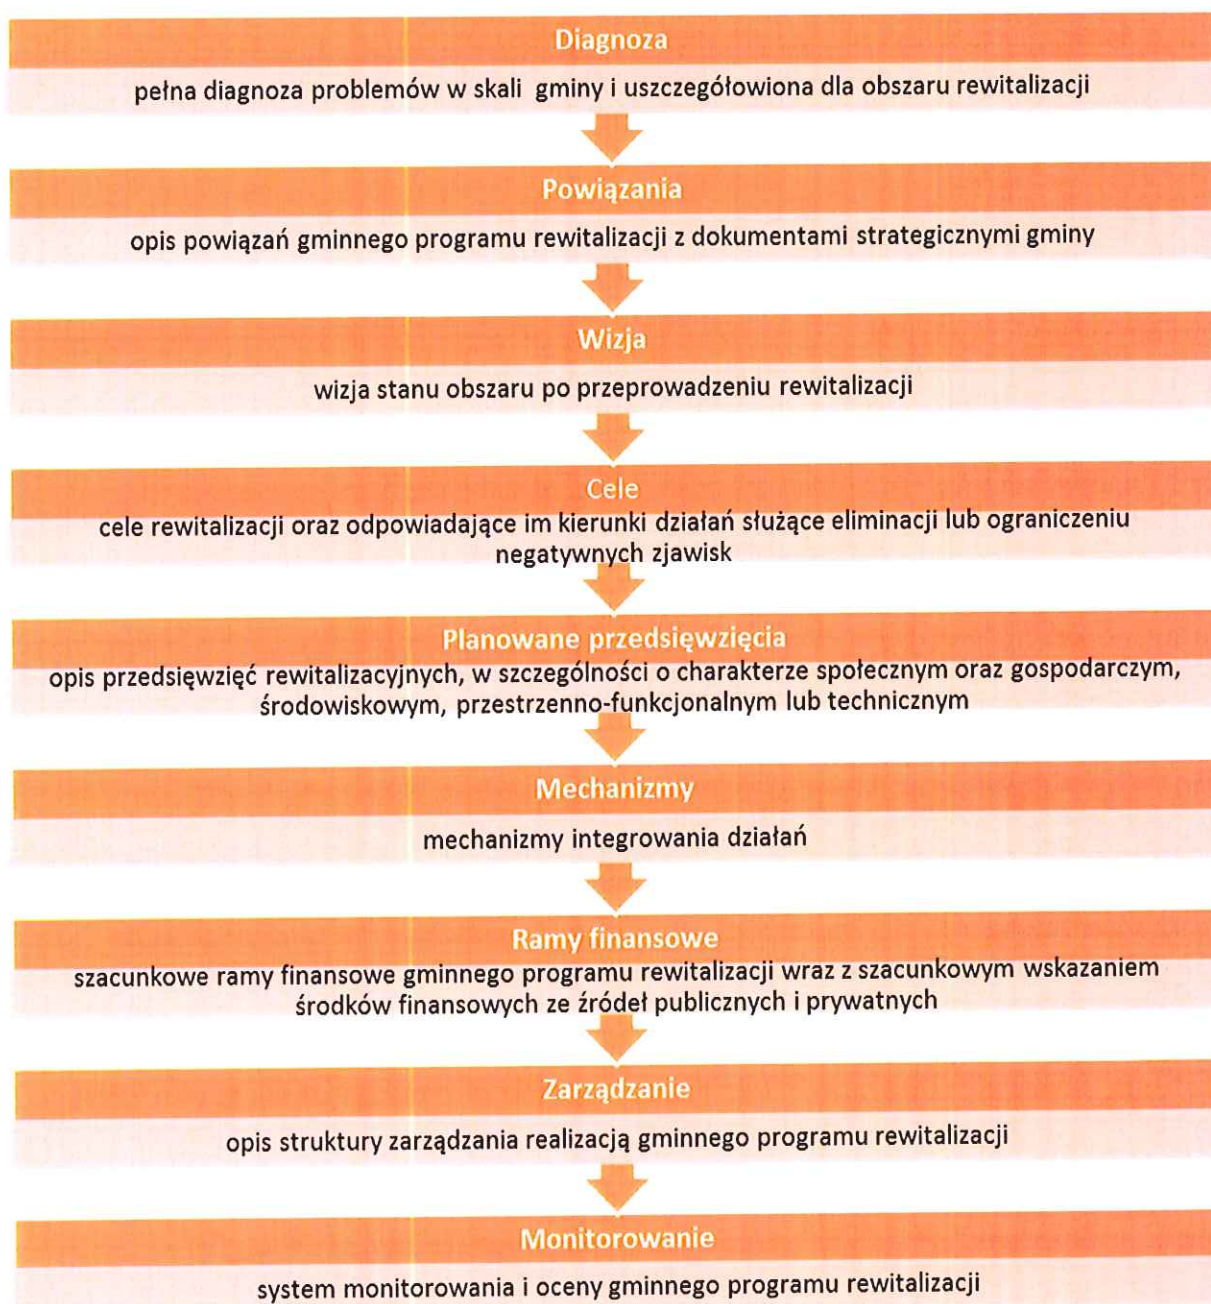 Diagnoza
pełna diagnoza problemów w skali gminy i uszczegółowiona dla obszaru rewitalizacji
Powiązania
opis powiązań gminnego programu rewitalizacji z dokumentami strategicznymi gminy
Wizja
wizja stanu obszaru po przeprowadzeniu rewitalizacji
Cele
cele rewitalizacji oraz odpowiadające im kierunki działań służące eliminacji lub ograniczeniu
negatywnych zjawisk
Planowane przedsięwzięcia
opis przedsięwzięć rewitalizacyjnych, w szczególności o charakterze społecznym oraz gospodarczym,
środowiskowym, przestrzenno-funkcjonalnym lub technicznym
Mechanizmy
mechanizmy integrowania działań
Ramy finansowe
szacunkowe ramy finansowe gminnego programu rewitalizacji wraz z szacunkowym wskazaniem
środków finansowych ze źródeł publicznych i prywatnych
Zarządzanie
opis struktury zarządzania realizacją gminnego programu rewitalizacji
Monitorowanie
system monitorowania i oceny gminnego programu rewitalizacji